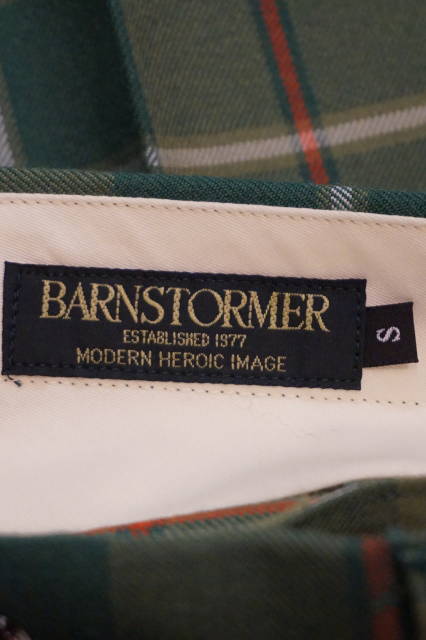 BARNSTORMER
ESTABLISHED 1977
MODERN HEROIC IMAGE
S